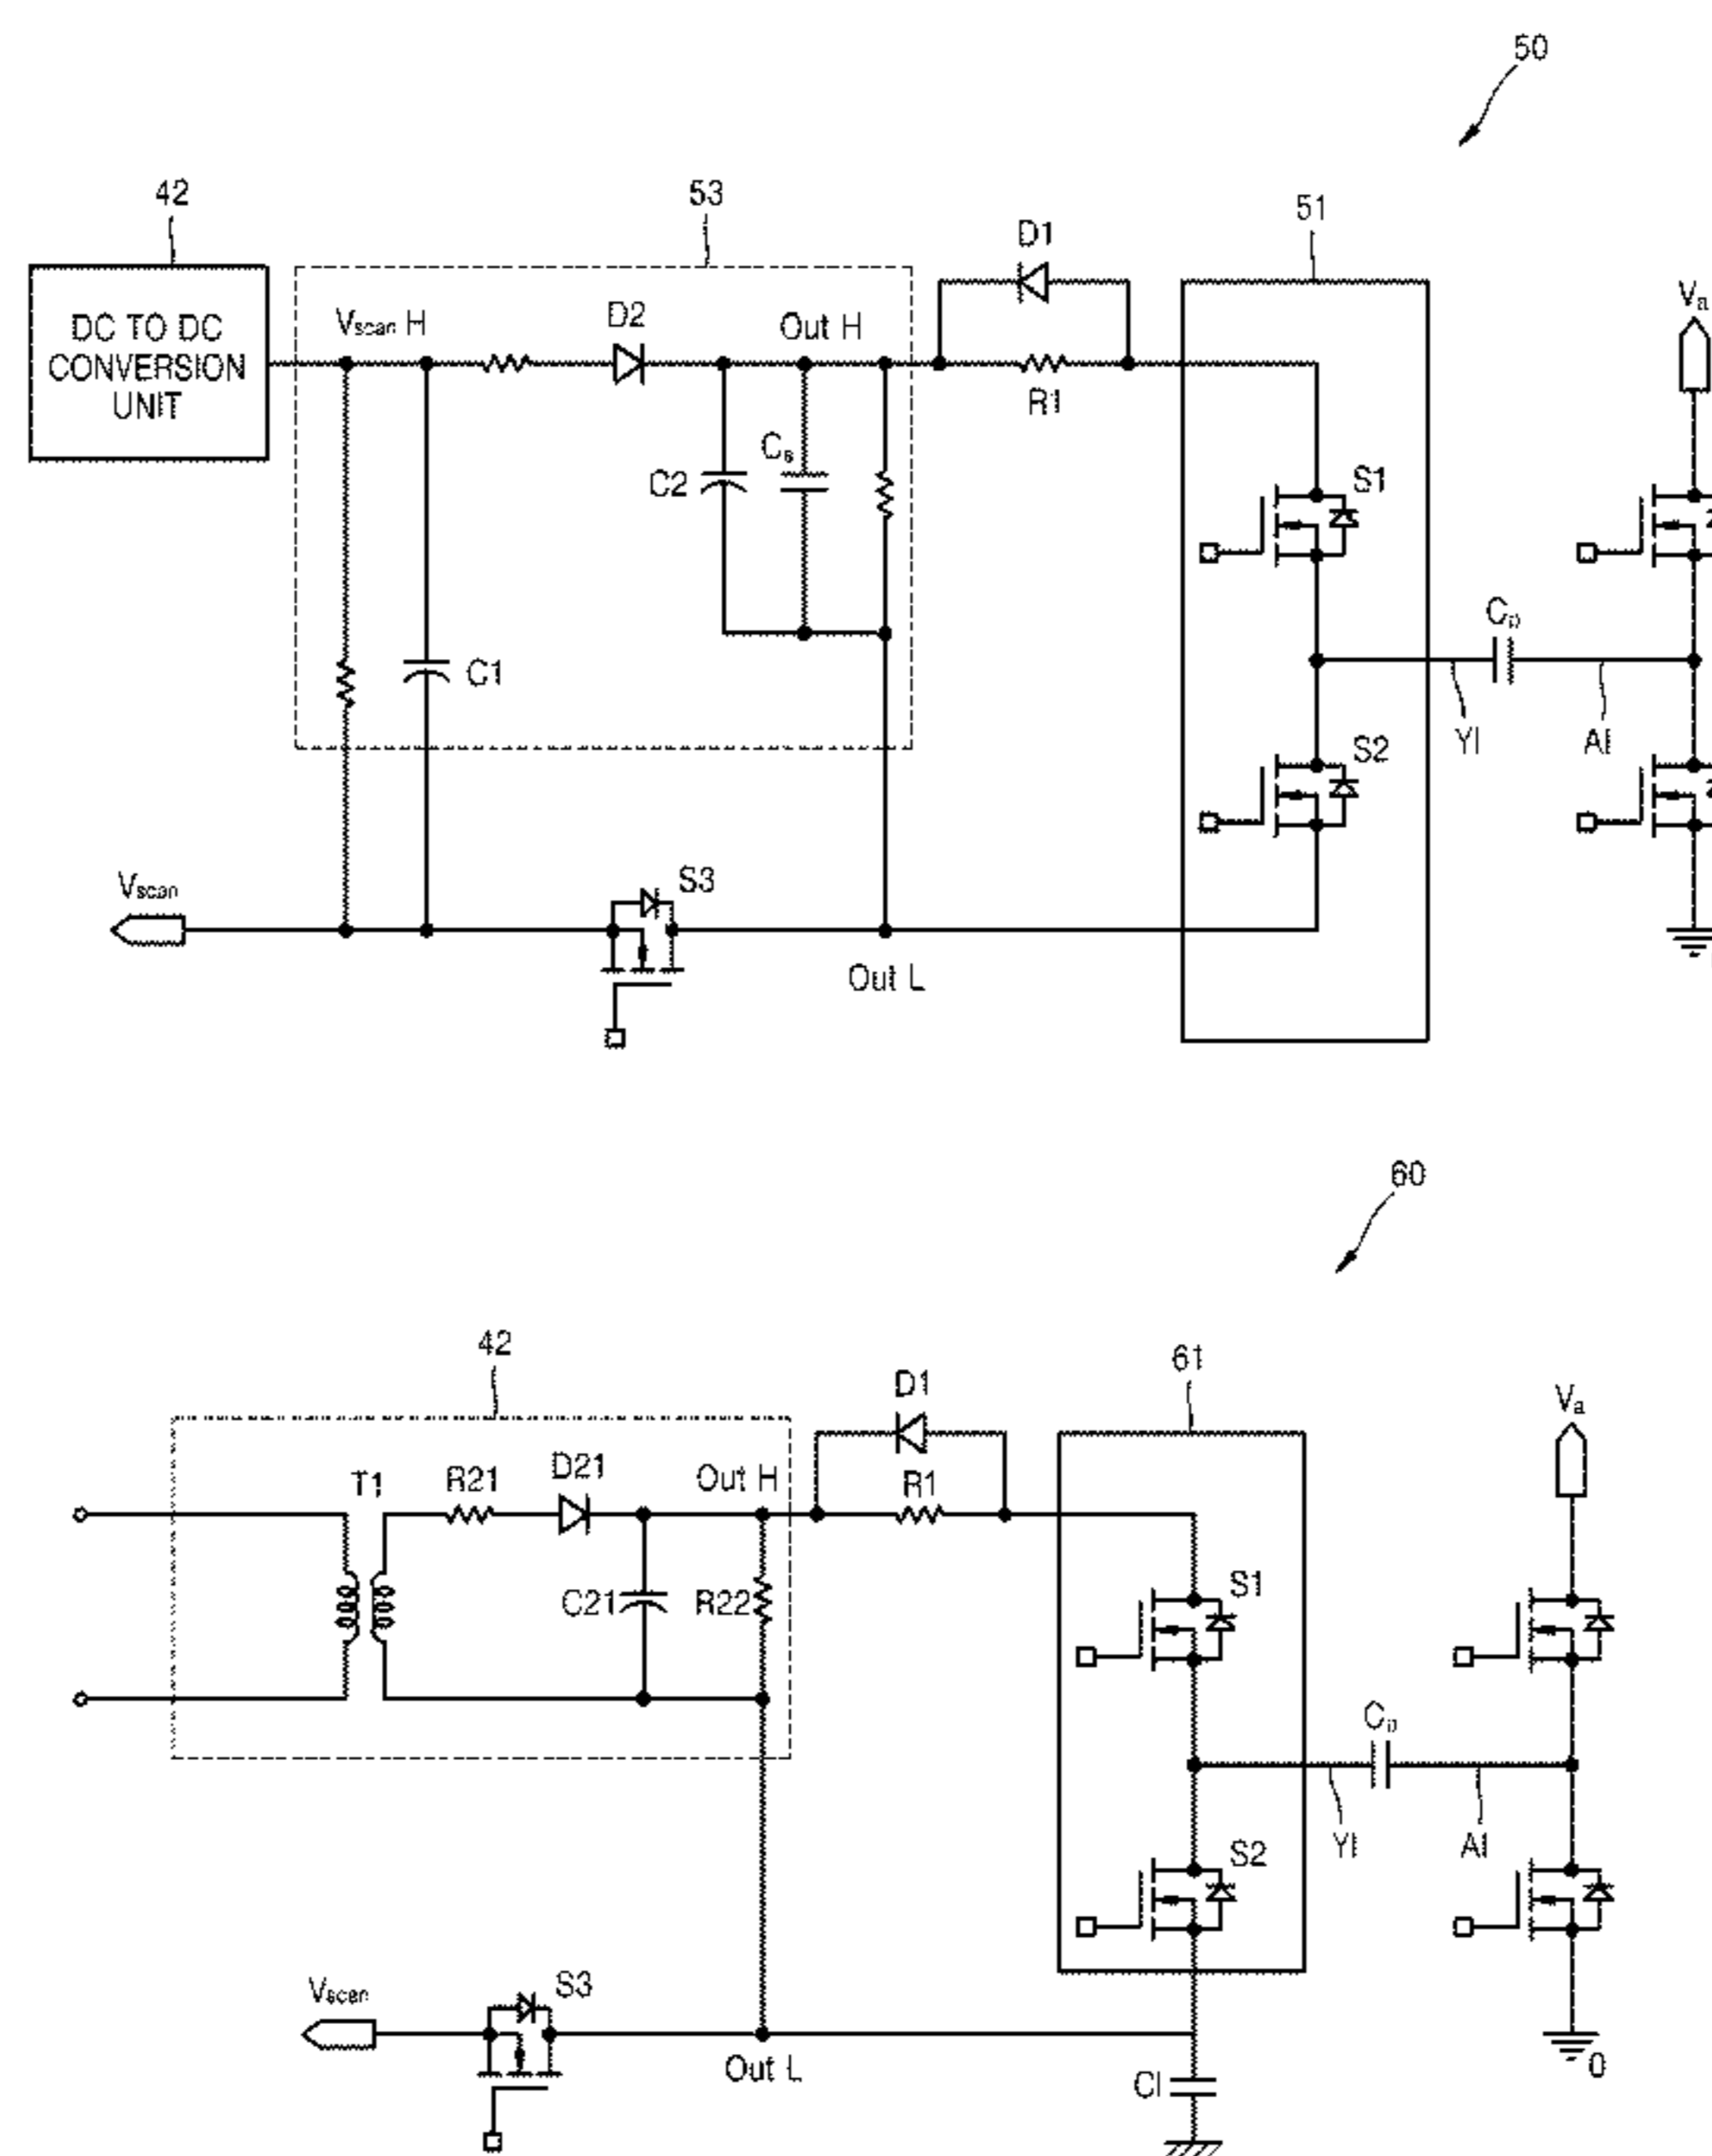 50
42
53
51
D1
DC TO DC
CONVERSION
UNIT
Vscan H
D2
Out H
R1
Va
C2
Cs
S1
C1
Cp
YI
AI
S2
Vscan
S3
Out L
60
42
61
D1
Va
T1
R21
D21
Out H
R1
C21
R22
S1
Cp
YI
AI
S2
Vscan
S3
Out L
CI
0